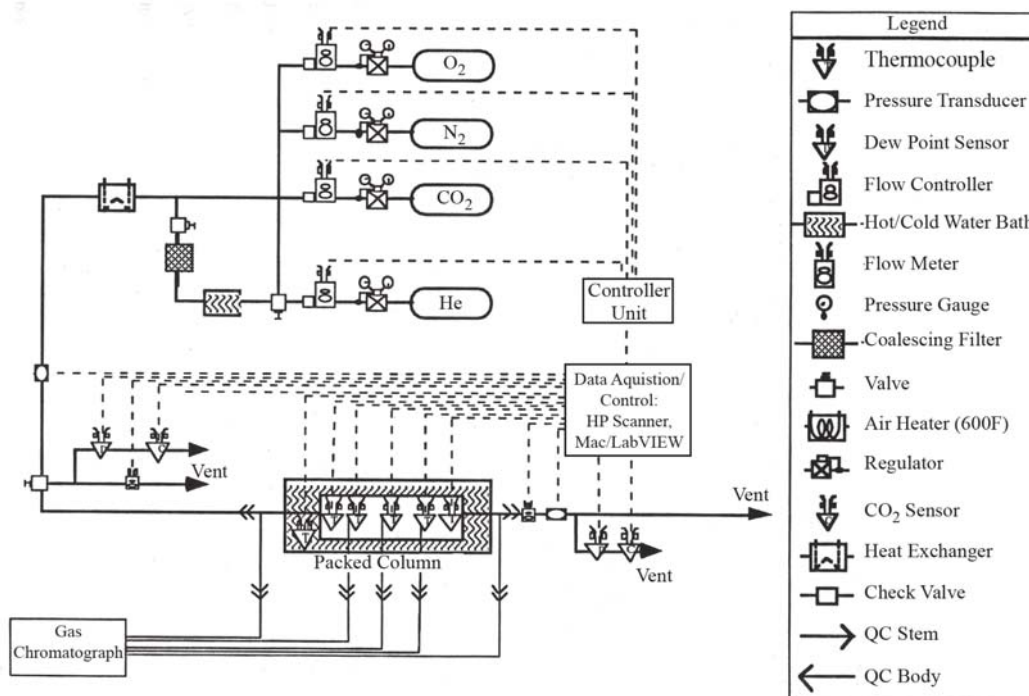 O2
N2
CO2
He
Controller
Unit
Data Aquistion/
Control:
HP Scanner,
Mac/LabVIEW
Vent
Vent
Vent
Vent
Packed Column
Gas
Chromatograph
Legend
Thermocouple
Pressure Transducer
Dew Point Sensor
Flow Controller
Hot/Cold Water Bath
Flow Meter
Pressure Gauge
Coalescing Filter
Valve
Air Heater (600F)
Regulator
CO2 Sensor
Heat Exchanger
Check Valve
QC Stem
QC Body